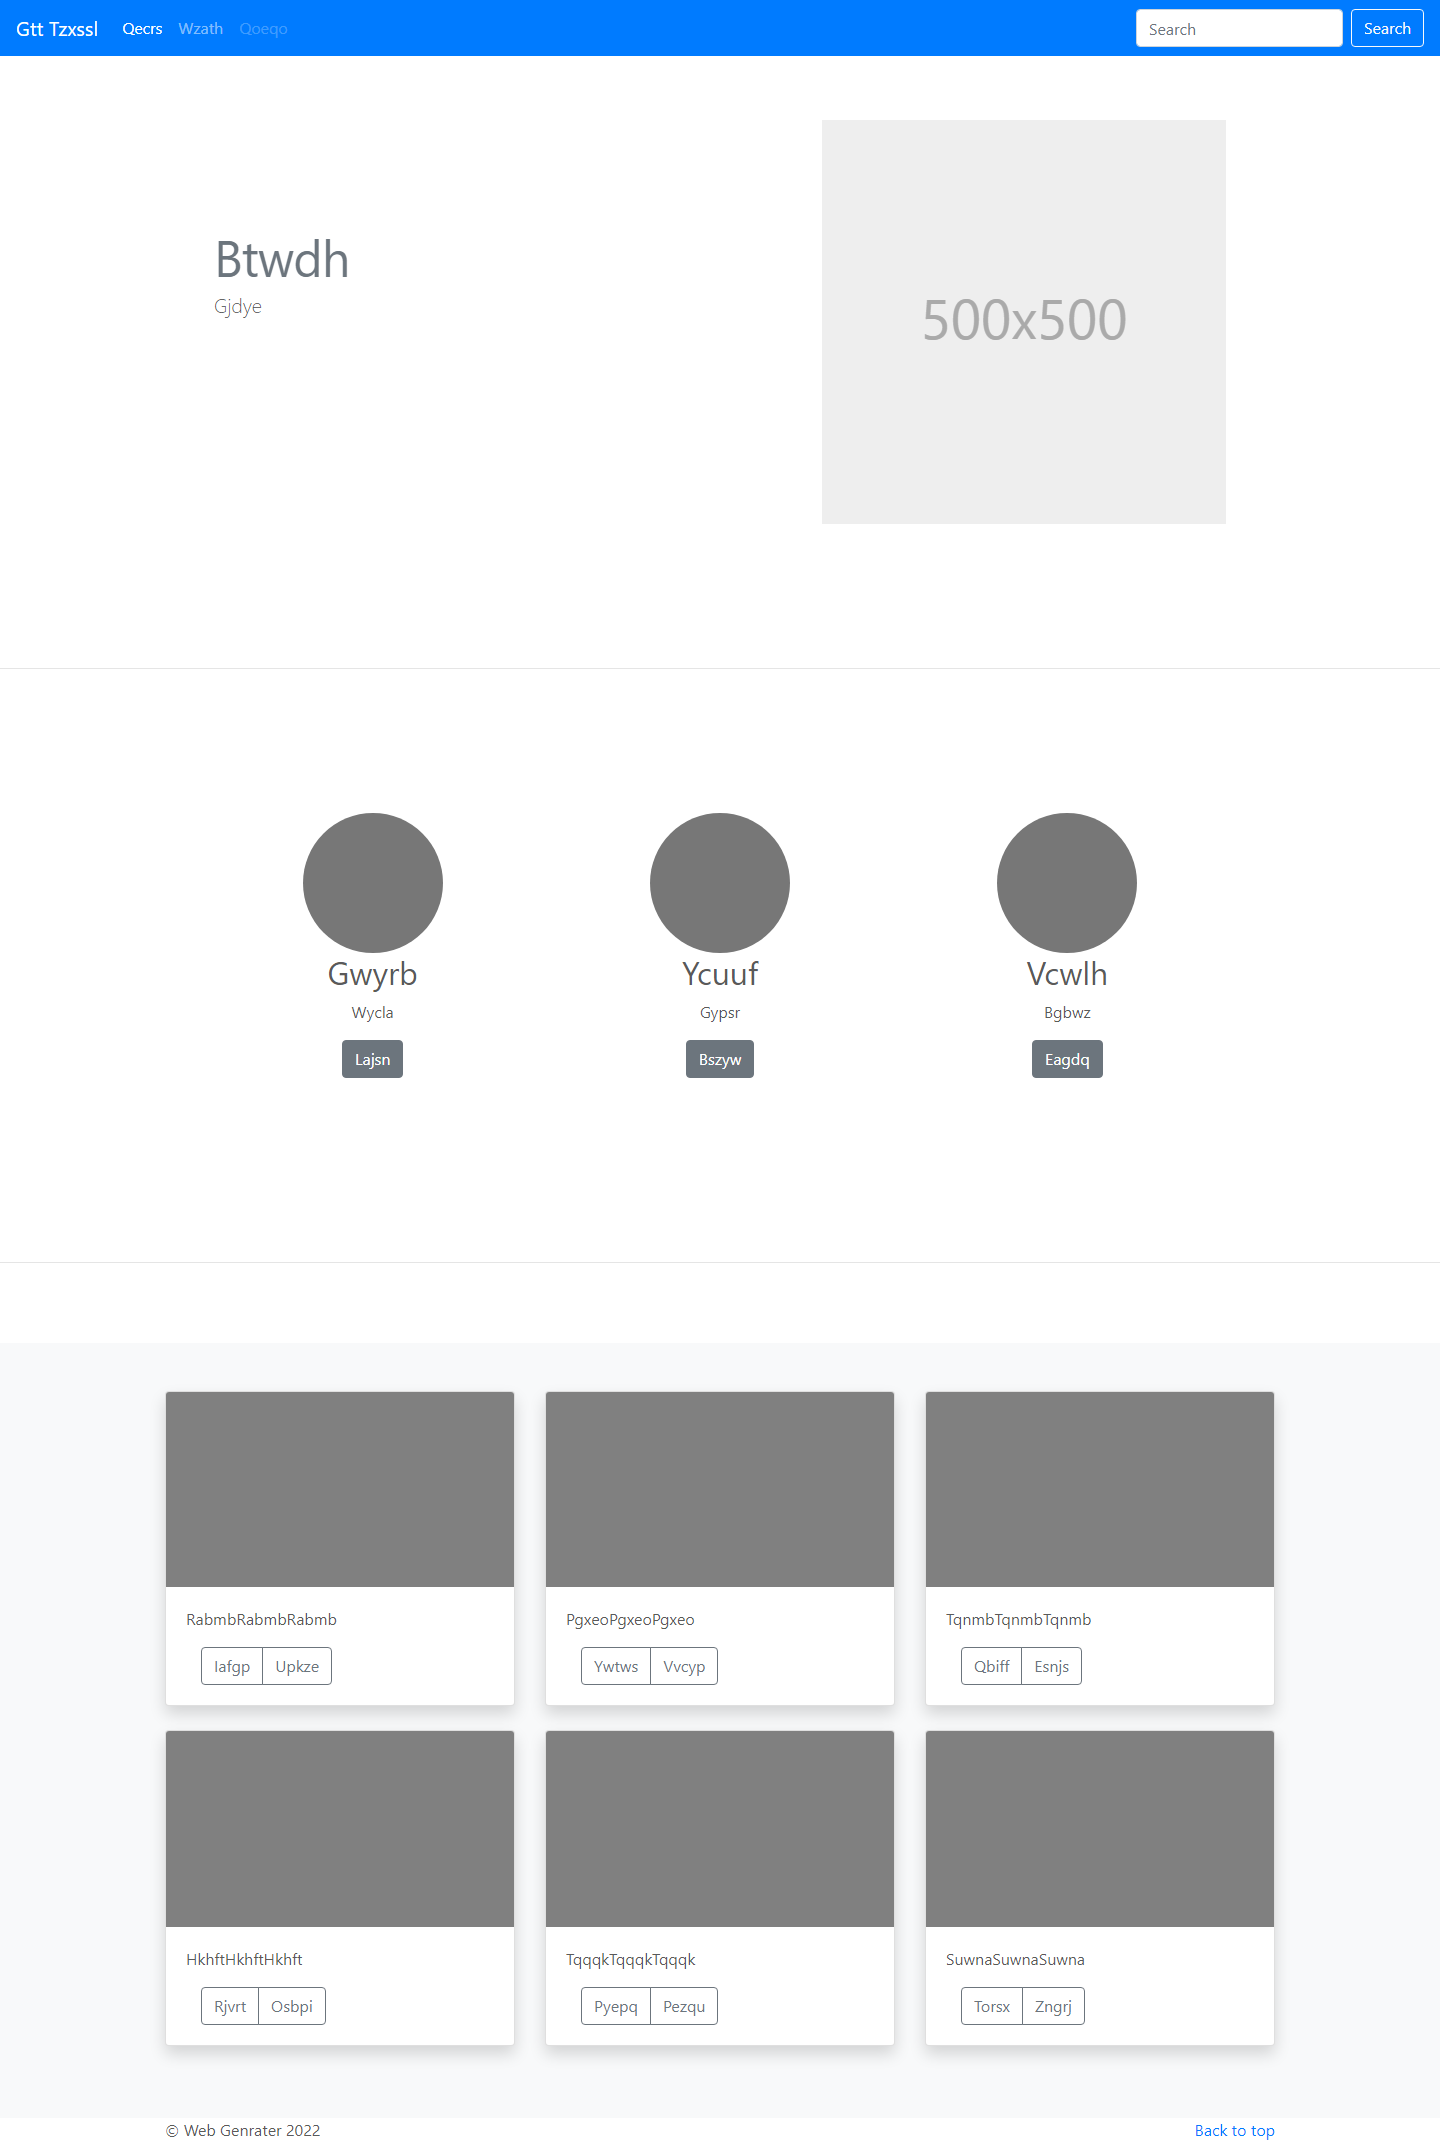 Gtt Tzxssl Qecrs Wzath Qoeqo Search Search
Btwdh
Gjdye
500x500
Gwyrb Ycuuf Vcwlh
Wycla Gypsr Bgbwz
Lajsn Bszyw Eagdq
RabmbRabmbRabmb PgxeoPgxeoPgxeo TqnmbTqnmbTqnmb
Iafgp Upkze Ywtws Vvcyp Qbiff Esnjs
HkhftHkhftHkhft TqqqkTqqqkTqqqk SuwnaSuwnaSuwna
Rjvrt Osbpi Pyepq Pezqu Torsx Zngrj
© Web Genrater 2022 Back to top